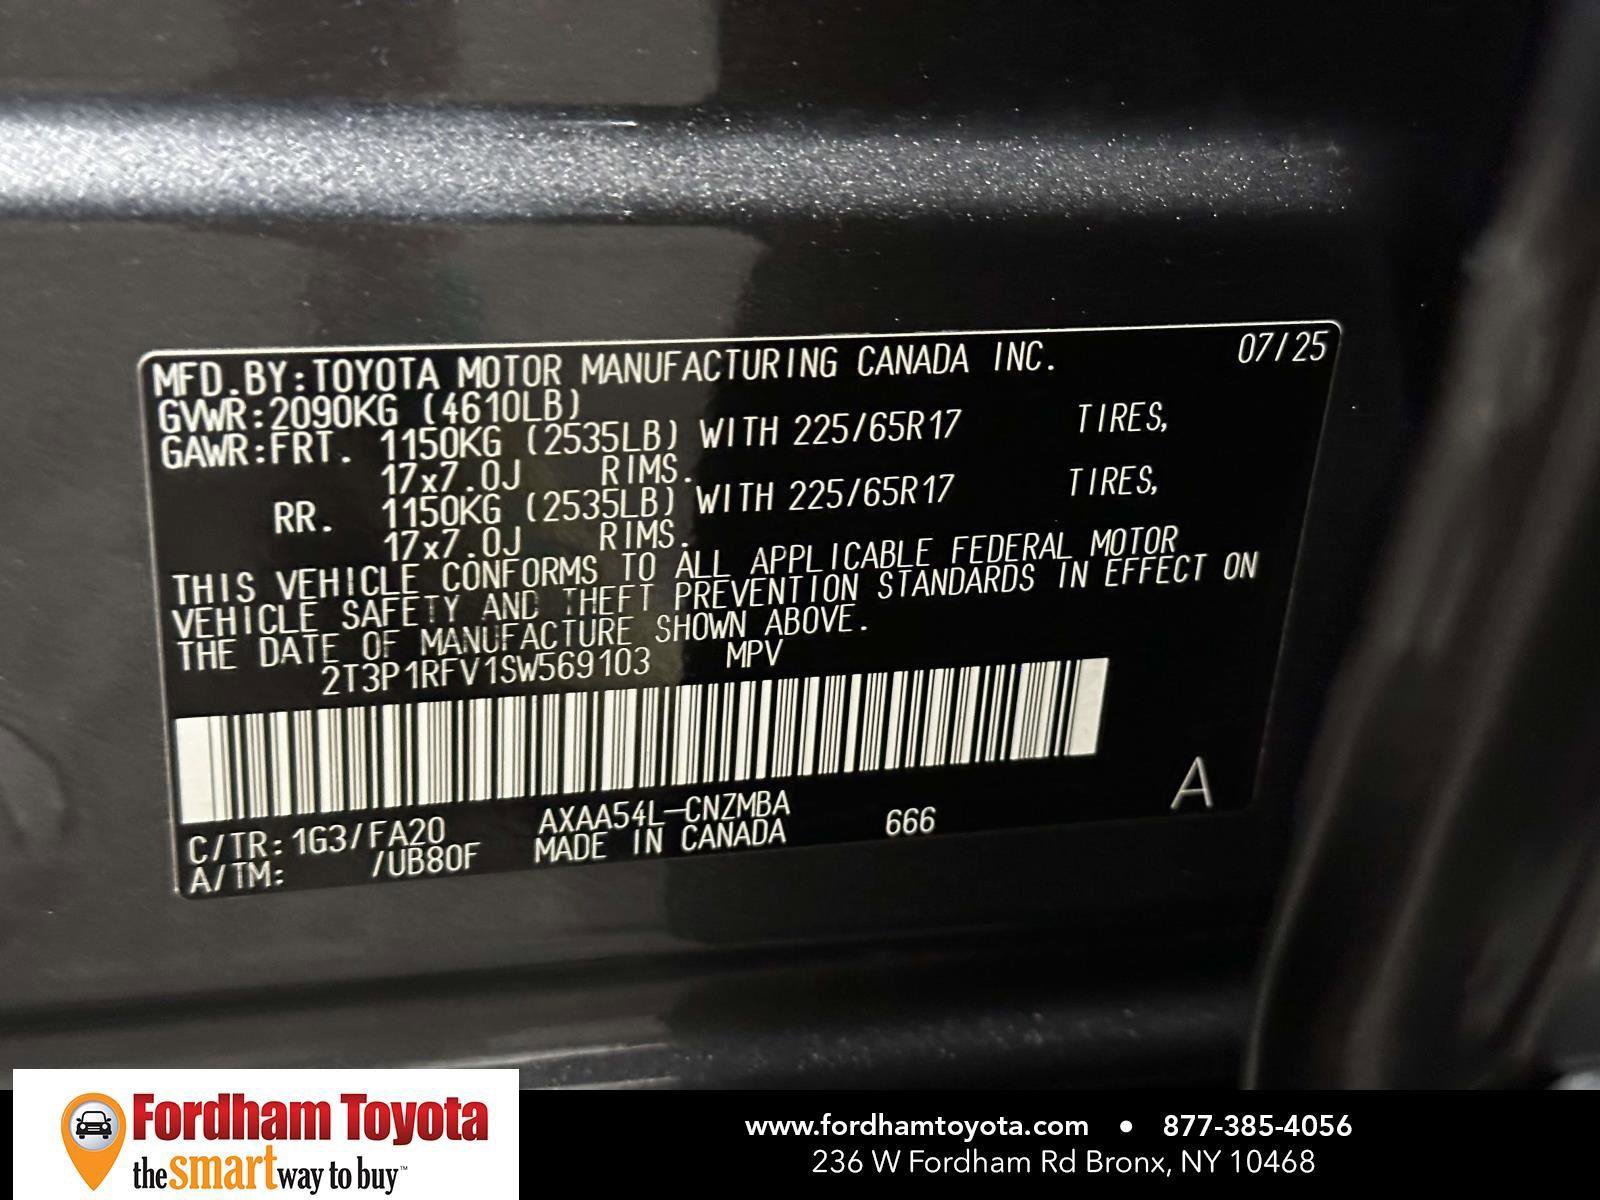 MFD.BY:TOYOTA MOTOR MANUFACTURING CANADA INC. 07/25
GVWR:2090KG (4610LB)
GAWR:FRT. 1150KG (2535LB) WITH 225/65R17 TIRES,
17x7.0J RIMS.
RR. 1150KG (2535LB) WITH 225/65R17 TIRES,
17x7.0J RIMS.
THIS VEHICLE CONFORMS TO ALL APPLICABLE FEDERAL MOTOR
VEHICLE SAFETY AND THEFT PREVENTION STANDARDS IN EFFECT ON
THE DATE OF MANUFACTURE SHOWN ABOVE.
2T3P1RFV1SW569103 MPV
C/TR:1G3/FA20 AXAA54L-CNZMBA 666 A
A/TM: /UB80F MADE IN CANADA
Fordham Toyota
the smart way to buy™
www.fordhamtoyota.com • 877-385-4056
236 W Fordham Rd Bronx, NY 10468